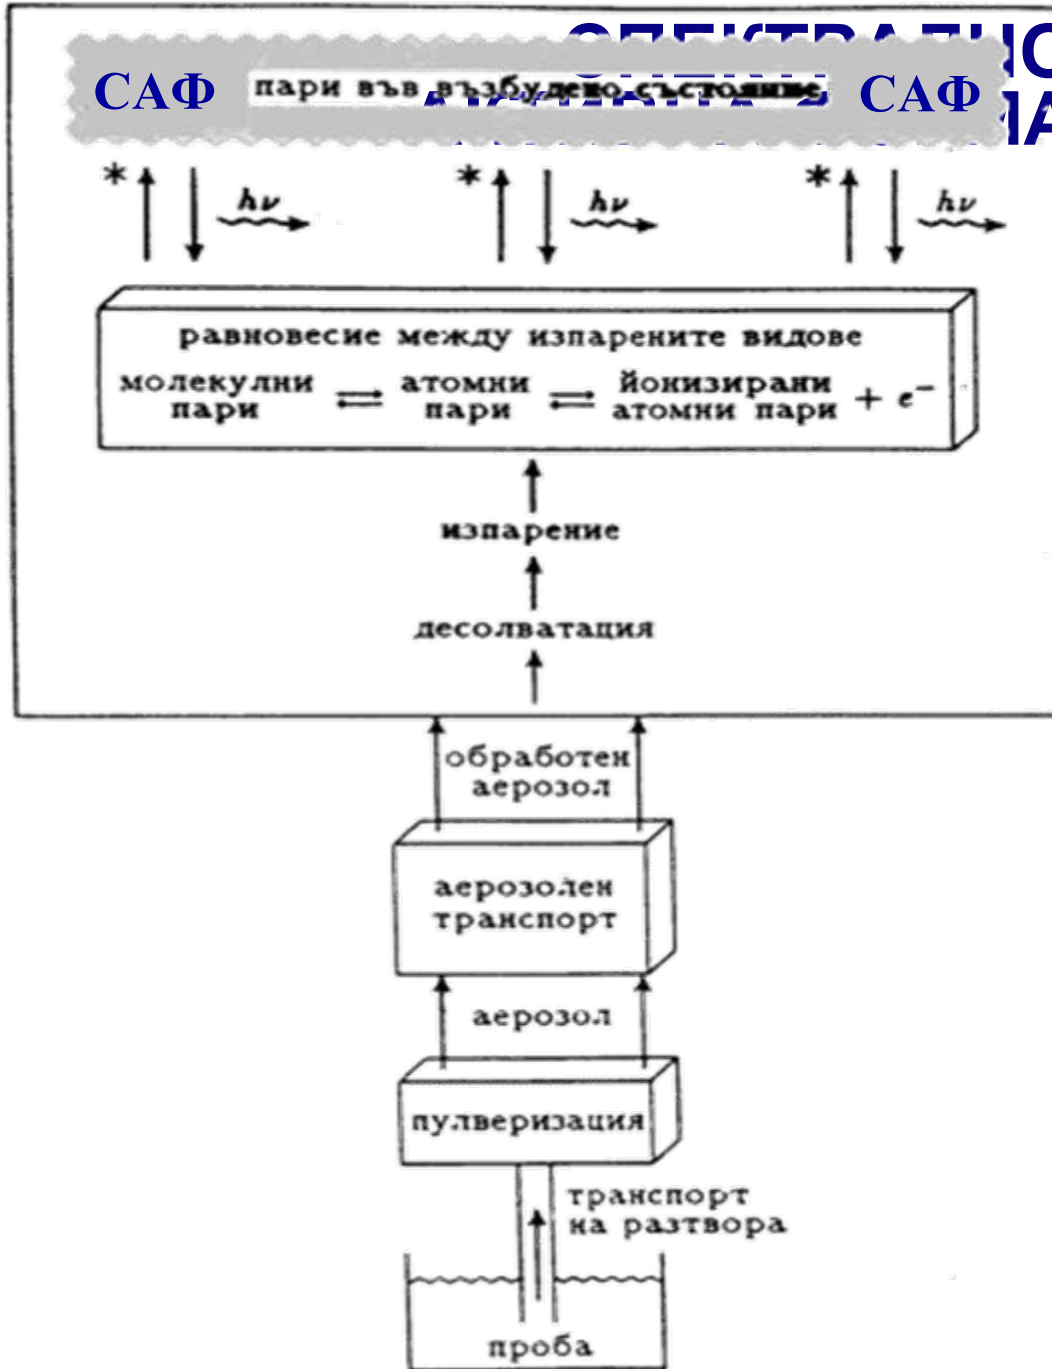 САФ пари във възбудено състояние САФ
* hν * hν * hν
равновесие между изпарените видове
молекулни пари ⇌ атомни пари ⇌ йонизирани атомни пари + e⁻
изпарение
десолватация
обработен
аерозол
аерозолен
транспорт
аерозол
пулверизация
транспорт
на разтвора
проба